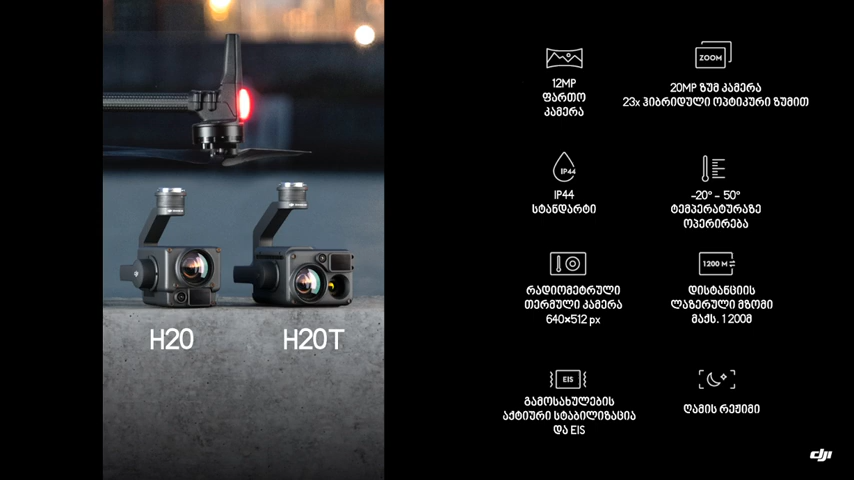 H20
H20T
12MP
ფართო
კამერა
ZOOM
20MP ზუმ კამერა
23x ჰიბრიდული ოპტიკური ზუმით
IP44
IP44
სტანდარტი
-20° - 50°
ტემპერატურაზე
ოპერირება
რადიომეტრული
თერმული კამერა
640×512 px
1200 M
დისტანციის
ლაზერული მზომი
მაქს. 1200მ
EIS
გამოსახულების
აქტიური სტაბილიზაცია
და EIS
ღამის რეჟიმი
dji